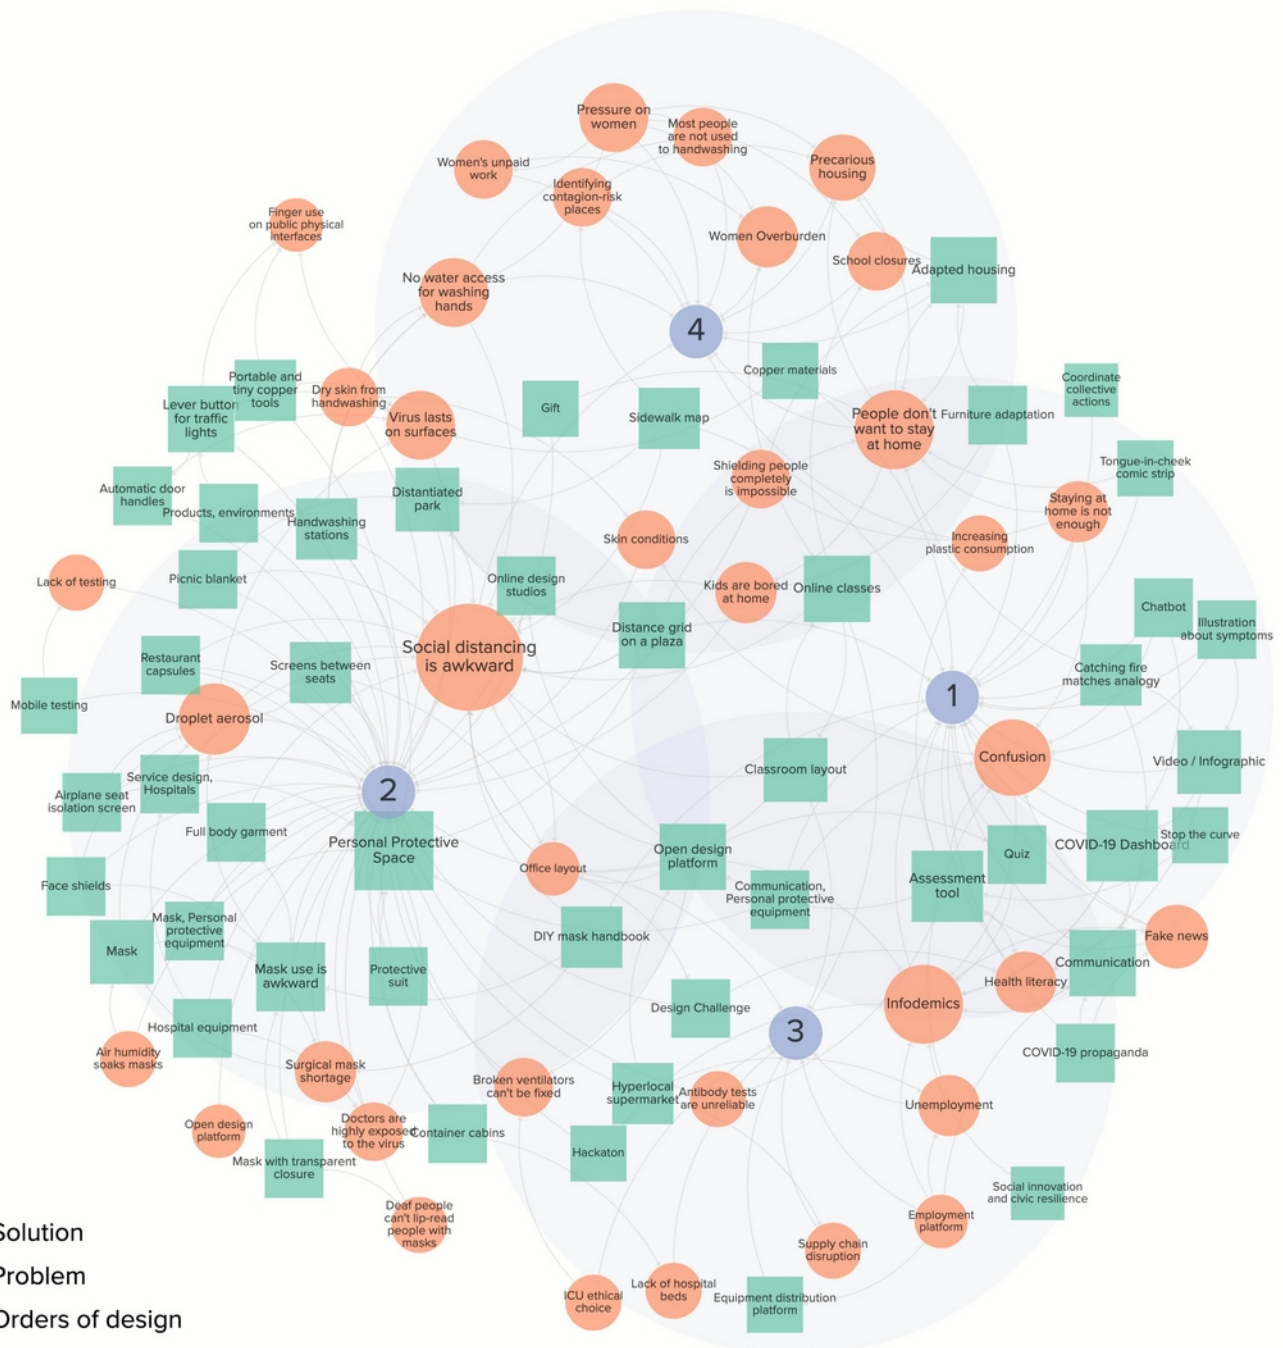 Pressure on
women
Most people
are not used
to handwashing
Women's unpaid
work
Precarious
housing
Identifying
contagion-risk
places
Finger use
on public physical
interfaces
Women Overburden
School closures
Adapted housing
No water access
for washing
hands
4
Copper materials
Portable and
tiny copper
tools
Dry skin from
handwashing
Coordinate
collective
actions
Lever button
for traffic
lights
Virus lasts
on surfaces
Gift
Sidewalk map
People don't
want to stay
at home
Furniture adaptation
Tongue-in-cheek
comic strip
Shielding people
completely
is impossible
Automatic door
handles
Products, environments
Handwashing
stations
Distantiated
park
Staying at
home is not
enough
Skin conditions
Increasing
plastic consumption
Lack of testing
Picnic blanket
Online design
studios
Kids are bored
at home
Online classes
Chatbot
Illustration
about symptoms
Distance grid
on a plaza
Social distancing
is awkward
Restaurant
capsules
Screens between
seats
Catching fire
matches analogy
1
Mobile testing
Droplet aerosol
Confusion
Video / Infographic
Classroom layout
Service design,
Hospitals
Airplane seat
isolation screen
2
Full body garment
Personal Protective
Space
Open design
platform
Quiz
COVID-19 Dashboard
Stop the curve
Office layout
Assessment
tool
Face shields
Communication,
Personal protective
equipment
Mask, Personal
protective
equipment
DIY mask handbook
Fake news
Mask
Communication
Mask use is
awkward
Protective
suit
Health literacy
Infodemics
Design Challenge
Hospital equipment
3
COVID-19 propaganda
Air humidity
soaks masks
Surgical mask
shortage
Broken ventilators
can't be fixed
Hyperlocal
supermarket
Antibody tests
are unreliable
Unemployment
Open design
platform
Doctors are
highly exposed
to the virus
Container cabins
Hackaton
Mask with transparent
closure
Social innovation
and civic resilience
Deaf people
can't lip-read
people with
masks
Employment
platform
Supply chain
disruption
ICU ethical
choice
Lack of hospital
beds
Equipment distribution
platform
Solution
Problem
Orders of design